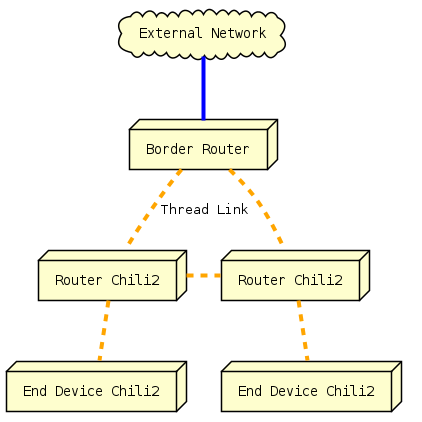 External Network
Border Router
Thread Link
Router Chili2
Router Chili2
End Device Chili2
End Device Chili2